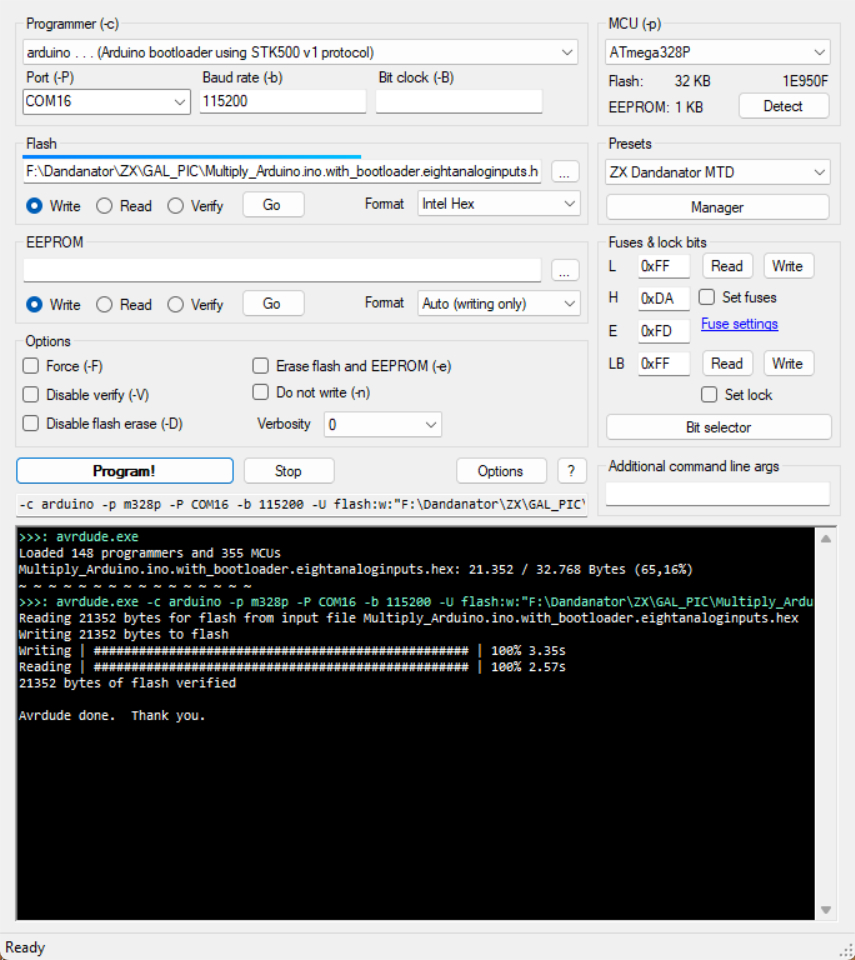 Programmer (-c)
arduino . . . (Arduino bootloader using STK500 v1 protocol)
Port (-P)
Baud rate (-b)
Bit clock (-B)
COM16
115200
MCU (-p)
ATmega328P
Flash: 32 KB 1E950F
EEPROM: 1 KB
Detect
Flash
F:\Dandanator\ZX\GAL_PIC\Multiply_Arduino.ino.with_bootloader.eightanaloginputs.h
...
Write
Read
Verify
Go
Format
Intel Hex
Presets
ZX Dandanator MTD
Manager
EEPROM
...
Write
Read
Verify
Go
Format
Auto (writing only)
Fuses & lock bits
L 0xFF Read Write
H 0xDA Set fuses
E 0xFD Fuse settings
LB 0xFF Read Write
Set lock
Bit selector
Options
Force (-F)
Erase flash and EEPROM (-e)
Disable verify (-V)
Do not write (-n)
Disable flash erase (-D)
Verbosity 0
Program!
Stop
Options
?
Additional command line args
-c arduino -p m328p -P COM16 -b 115200 -U flash:w:"F:\Dandanator\ZX\GAL_PIC\
>>>: avrdude.exe
Loaded 148 programmers and 355 MCUs
Multiply_Arduino.ino.with_bootloader.eightanaloginputs.hex: 21.352 / 32.768 Bytes (65,16%)
~ ~ ~ ~ ~ ~ ~ ~ ~ ~ ~ ~ ~ ~ ~ ~
>>>: avrdude.exe -c arduino -p m328p -P COM16 -b 115200 -U flash:w:"F:\Dandanator\ZX\GAL_PIC\Multiply_Ardu
Reading 21352 bytes for flash from input file Multiply_Arduino.ino.with_bootloader.eightanaloginputs.hex
Writing 21352 bytes to flash
Writing | ################################################## | 100% 3.35s
Reading | ################################################## | 100% 2.57s
21352 bytes of flash verified
Avrdude done.  Thank you.
Ready